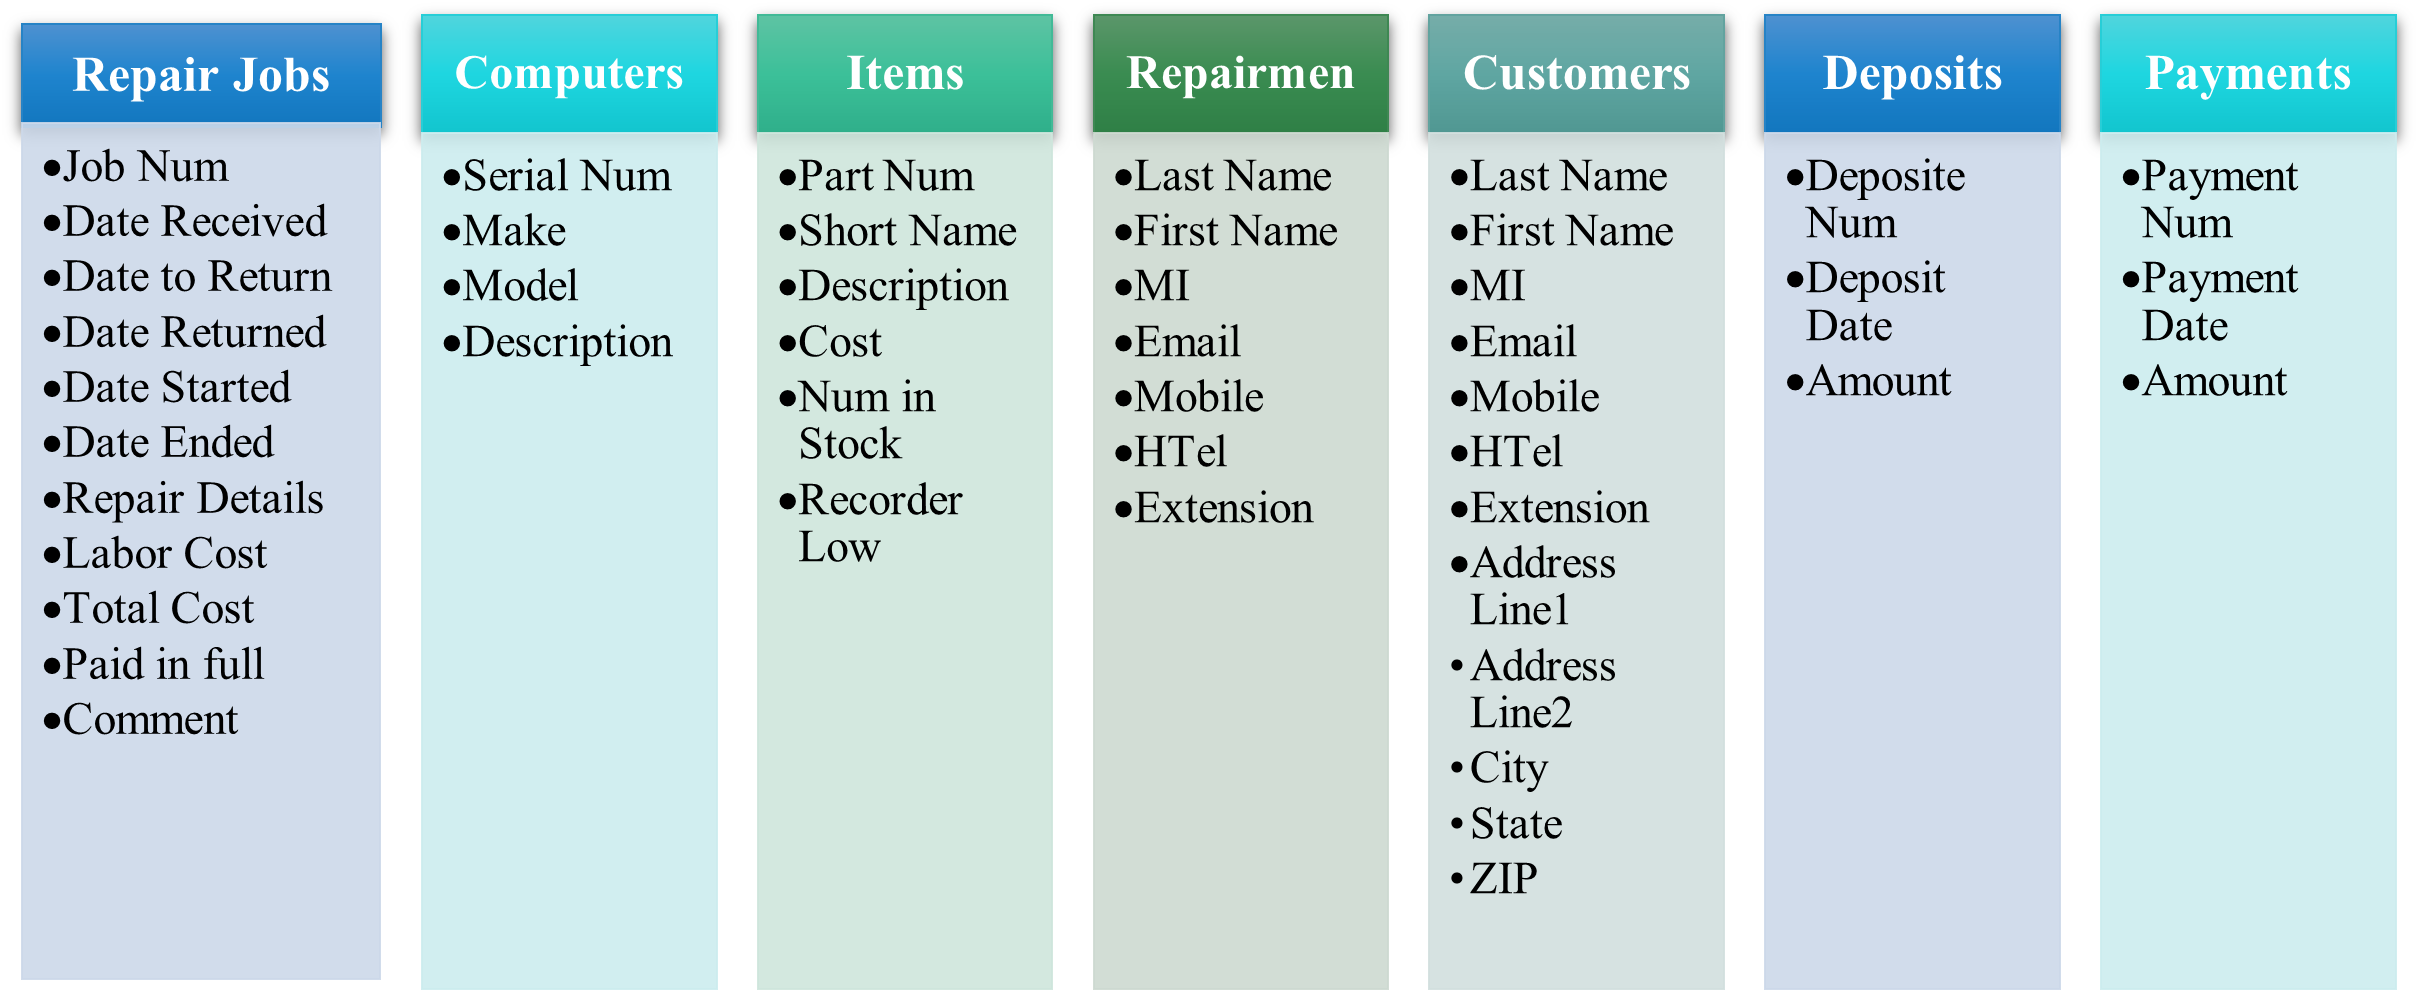 Repair Jobs
•Job Num
•Date Received
•Date to Return
•Date Returned
•Date Started
•Date Ended
•Repair Details
•Labor Cost
•Total Cost
•Paid in full
•Comment
Computers
•Serial Num
•Make
•Model
•Description
Items
•Part Num
•Short Name
•Description
•Cost
•Num in
Stock
•Recorder
Low
Repairmen
•Last Name
•First Name
•MI
•Email
•Mobile
•HTel
•Extension
Customers
•Last Name
•First Name
•MI
•Email
•Mobile
•HTel
•Extension
•Address
Line1
•Address
Line2
•City
•State
•ZIP
Deposits
•Deposite
Num
•Deposit
Date
•Amount
Payments
•Payment
Num
•Payment
Date
•Amount